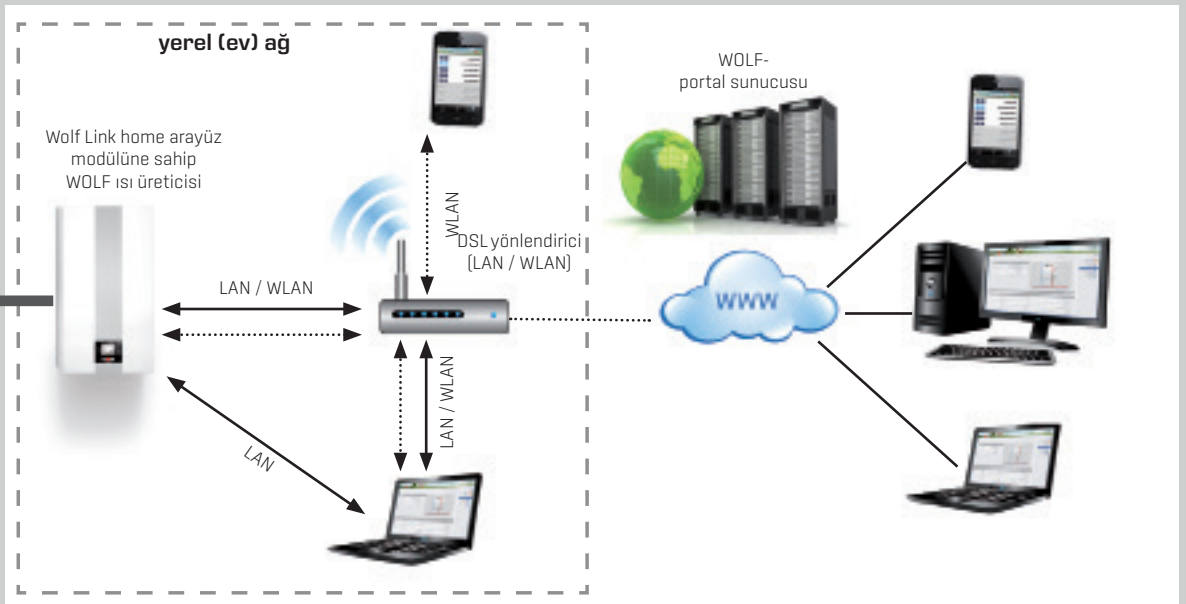 yerel (ev) ağ
Wolf Link home arayüz
modülüne sahip
WOLF ısı üreticisi
WLAN
DSL yönlendirici
(LAN / WLAN)
LAN / WLAN
LAN / WLAN
LAN
WOLF-
portal sunucusu
WWW